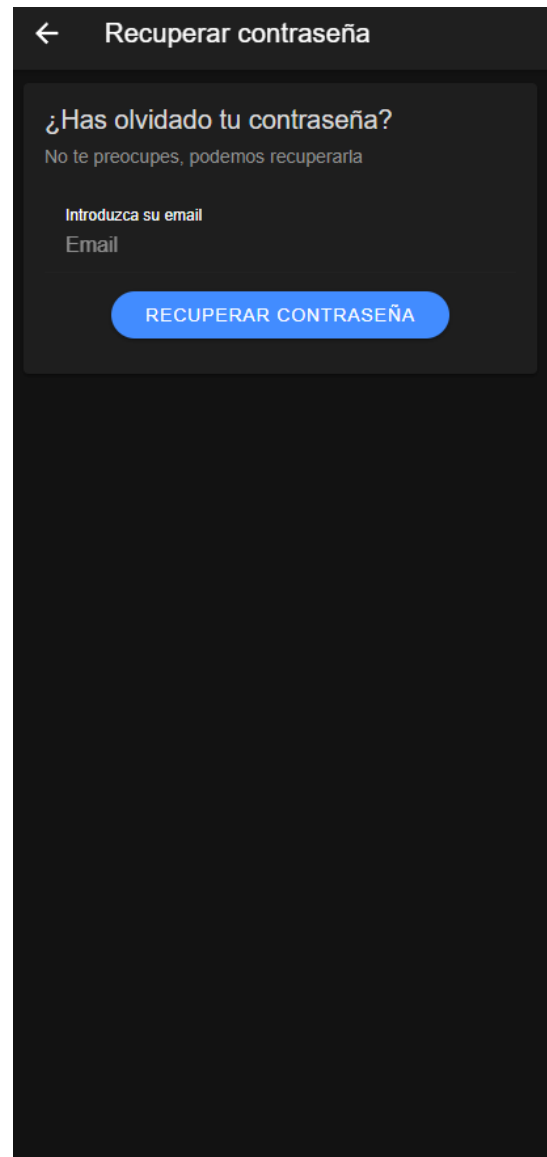 Recuperar contraseña
¿Has olvidado tu contraseña?
No te preocupes, podemos recuperarla
Introduzca su email
Email
RECUPERAR CONTRASEÑA